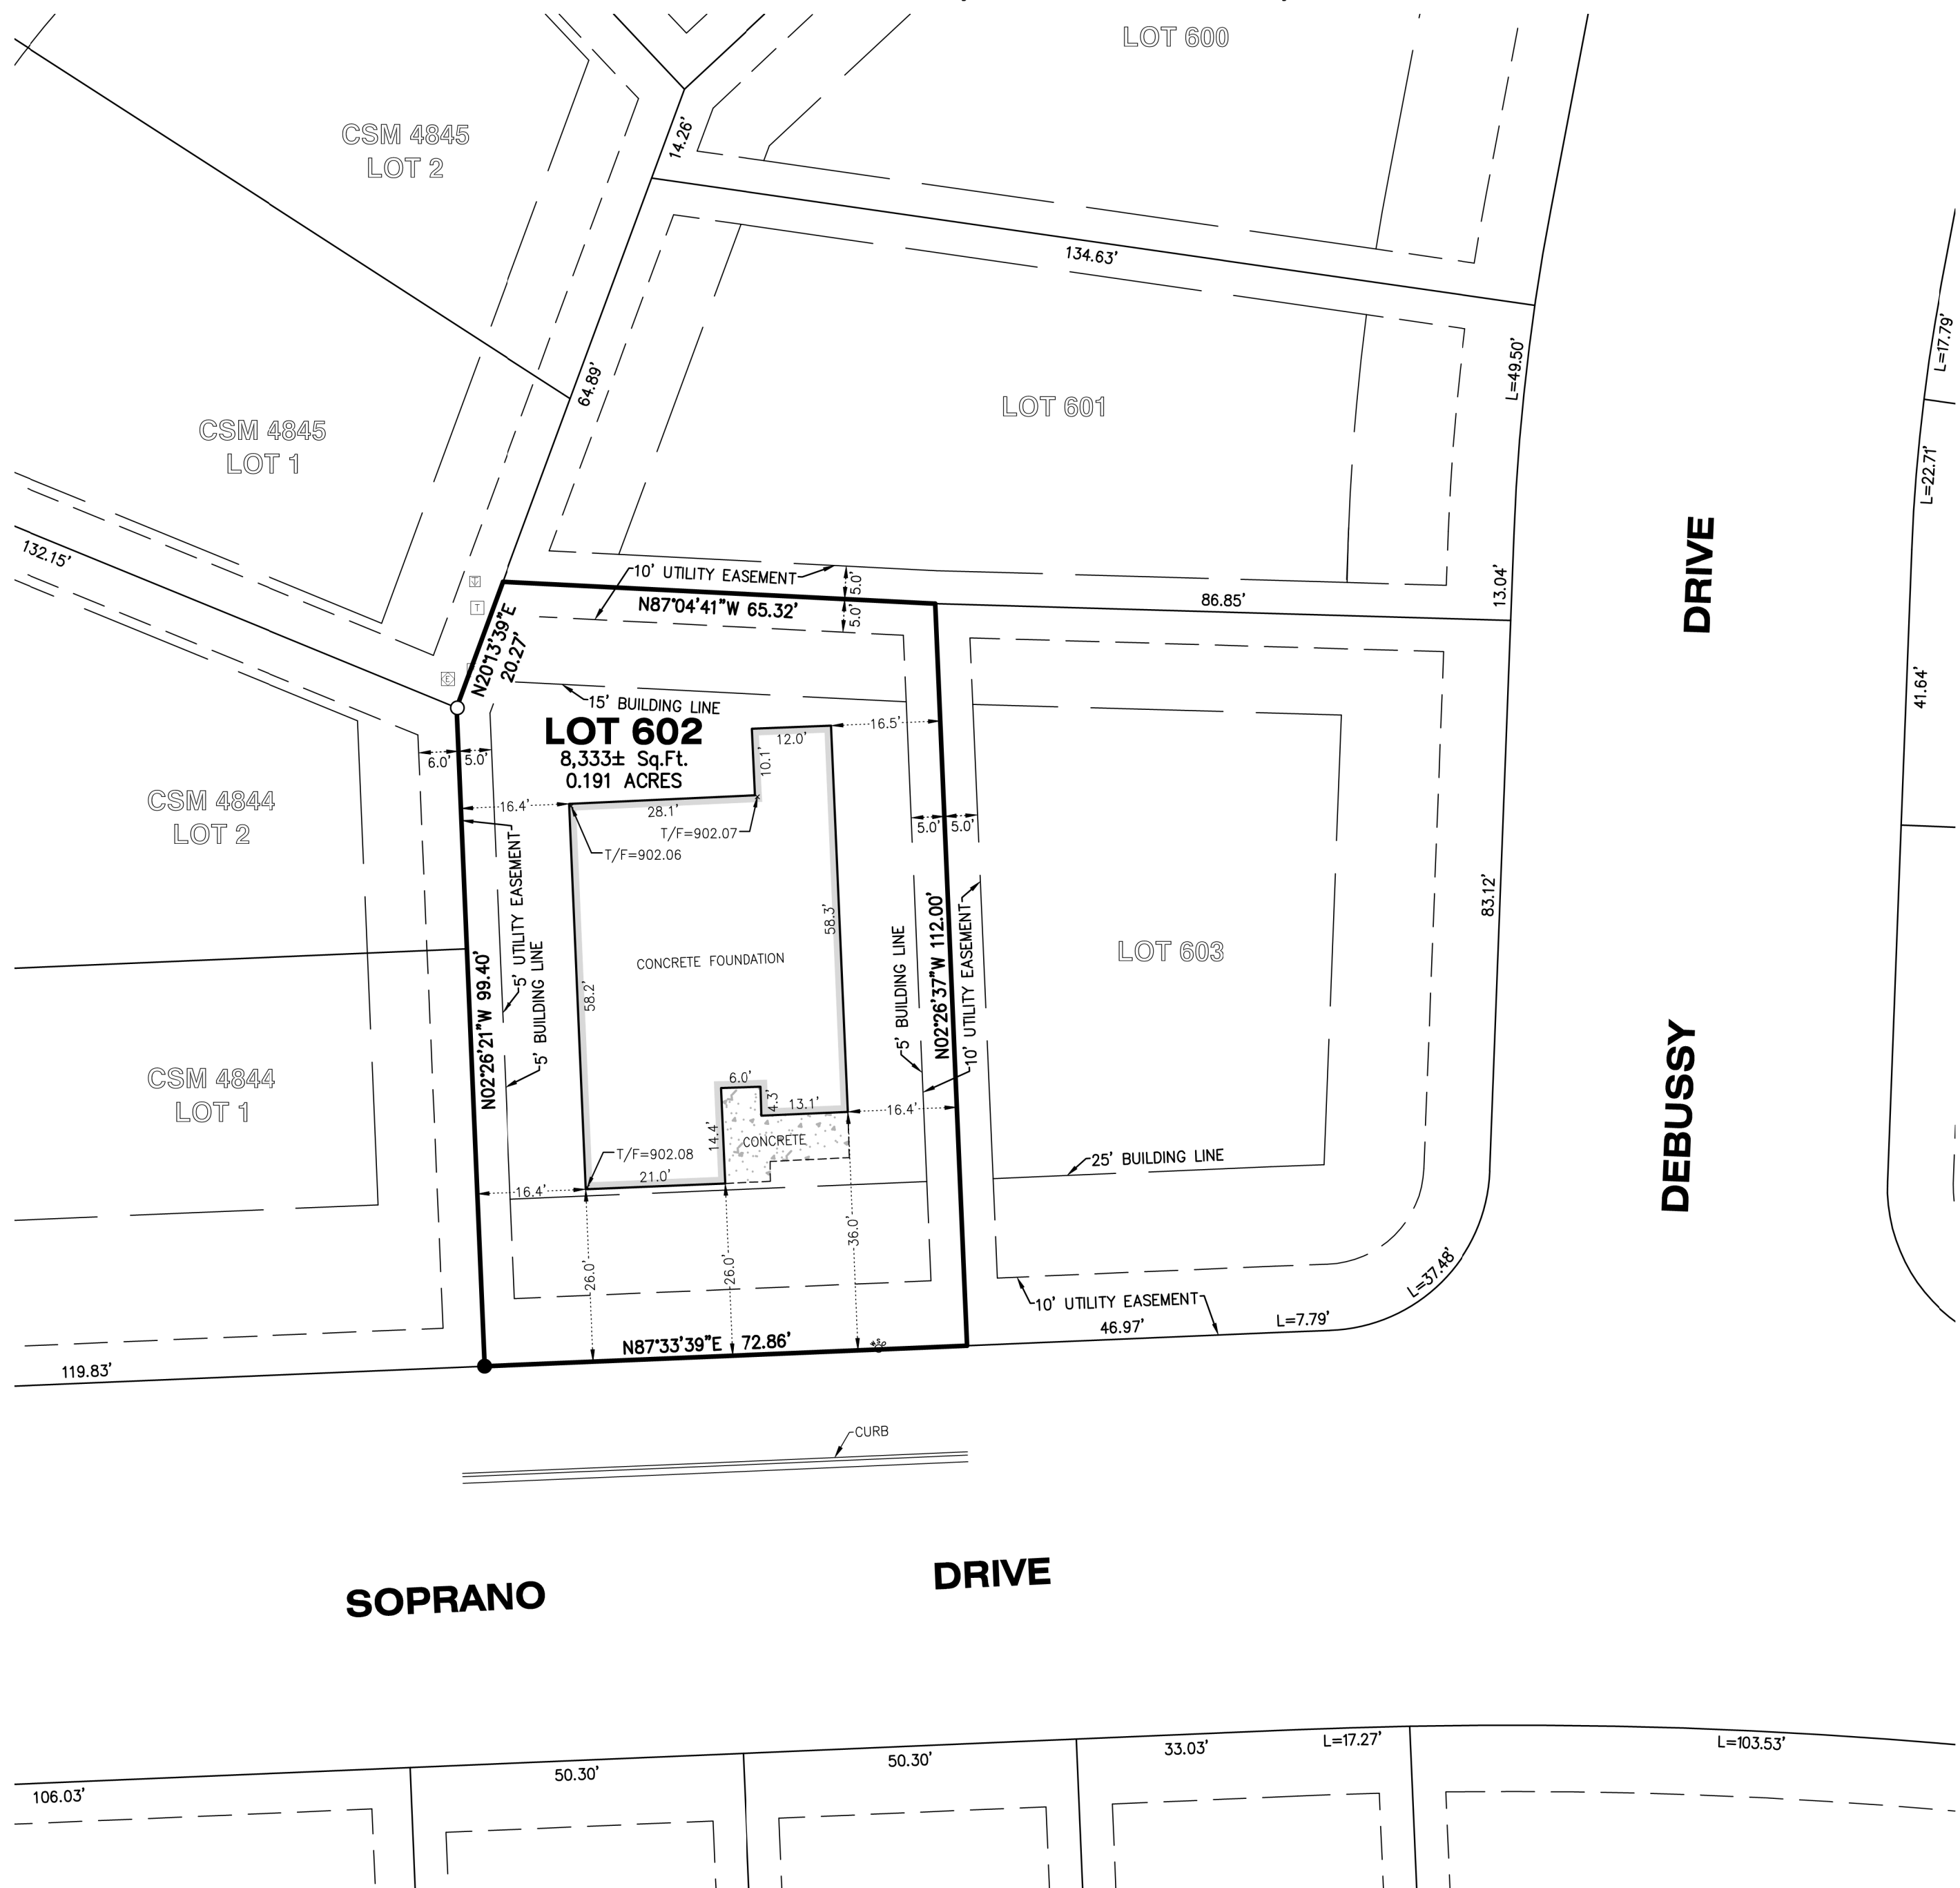 LOT 600
CSM 4845
LOT 2
14.26'
134.63'
L=17.79'
L=49.50'
64.89'
LOT 601
CSM 4845
LOT 1
L=22.71'
DRIVE
132.15'
T
10' UTILITY EASEMENT
5.0'
5.0'
N87°04'41"W 65.32'
86.85'
13.04'
N20°13'39"E
20.27'
E
15' BUILDING LINE
41.64'
LOT 602
8,333± Sq.Ft.
0.191 ACRES
12.0'
16.5'
10.1'
6.0'
5.0'
16.4'
28.1'
T/F=902.07
T/F=902.06
5.0'
5.0'
CSM 4844
LOT 2
5' UTILITY EASEMENT
5' BUILDING LINE
58.3'
CONCRETE FOUNDATION
58.2'
5' BUILDING LINE
N02°26'37"W 112.00'
10' UTILITY EASEMENT
LOT 603
83.12'
N02°26'21"W 99.40'
CSM 4844
LOT 1
6.0'
4.3'
13.1'
16.4'
14.4'
CONCRETE
T/F=902.08
21.0'
16.4'
25' BUILDING LINE
DEBUSSY
26.0'
26.0'
36.0'
L=37.48'
10' UTILITY EASEMENT
46.97'
L=7.79'
N87°33'39"E 72.86'
119.83'
CURB
SOPRANO DRIVE
106.03'
50.30'
50.30'
33.03'
L=17.27'
L=103.53'